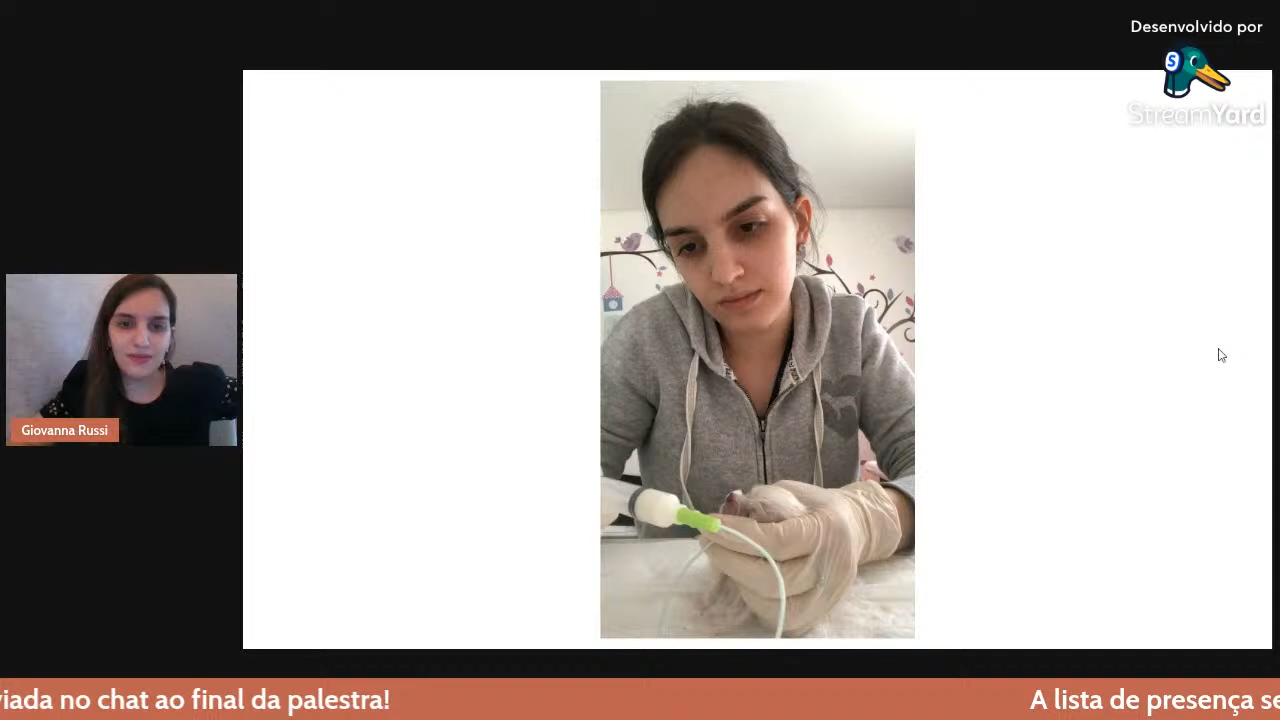 Desenvolvido por
S
StreamYard
Giovanna Russi
viada no chat ao final da palestra!
A lista de presença se